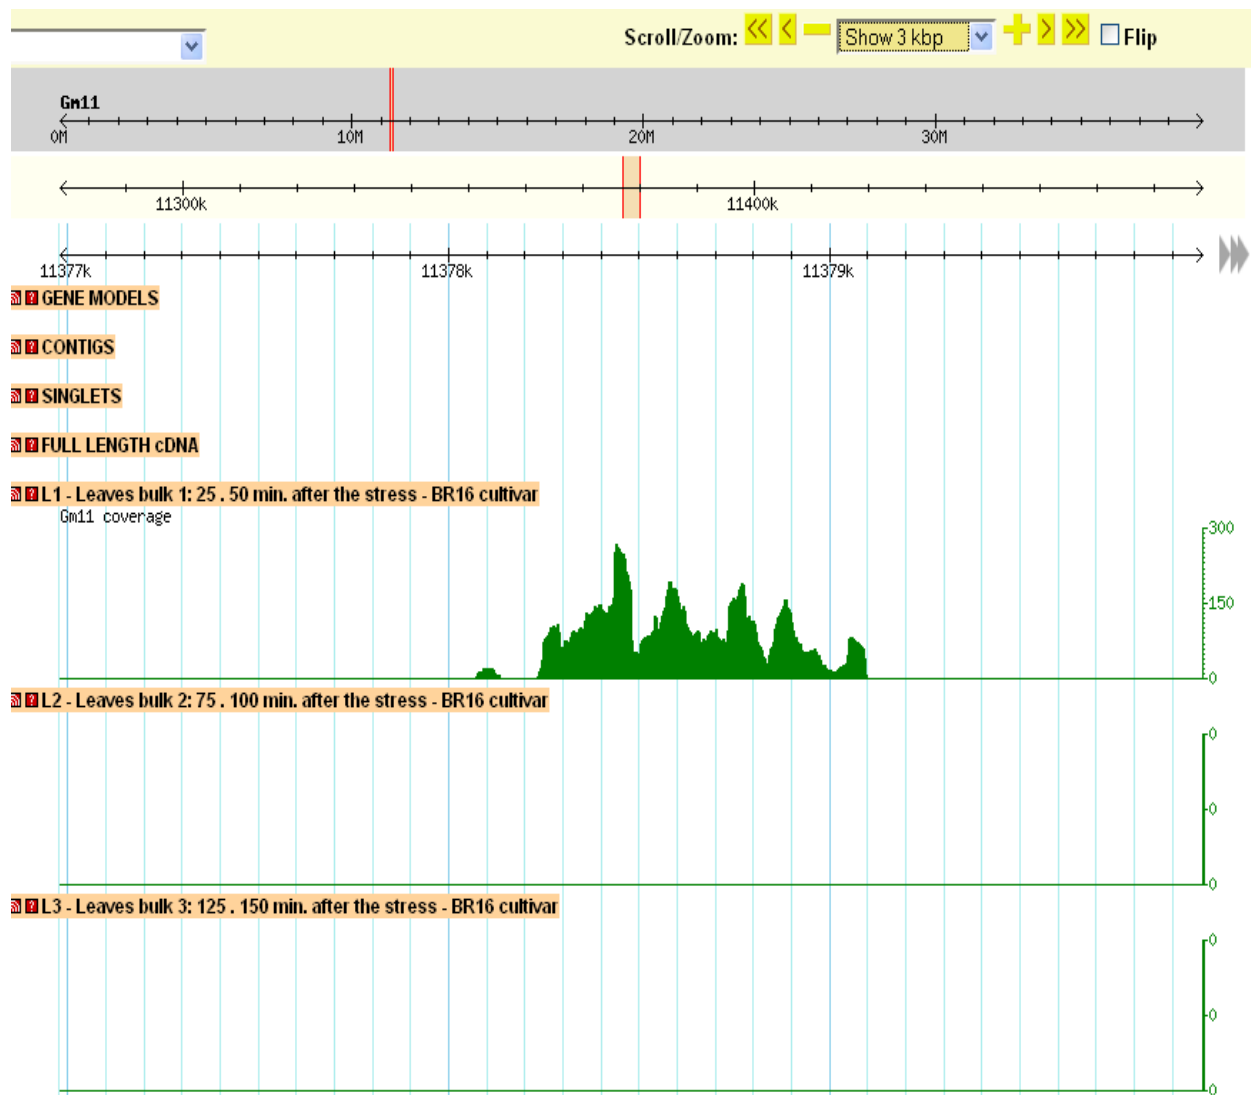 Scroll/Zoom: << < − Show 3 kbp + > >> Flip
Gm11
0M 10M 20M 30M
11300k 11400k
11377k 11378k 11379k
? GENE MODELS
? CONTIGS
? SINGLETS
? FULL LENGTH cDNA
? L1 - Leaves bulk 1: 25 . 50 min. after the stress - BR16 cultivar
Gm11 coverage
300
150
0
? L2 - Leaves bulk 2: 75 . 100 min. after the stress - BR16 cultivar
0
0
0
? L3 - Leaves bulk 3: 125 . 150 min. after the stress - BR16 cultivar
0
0
0